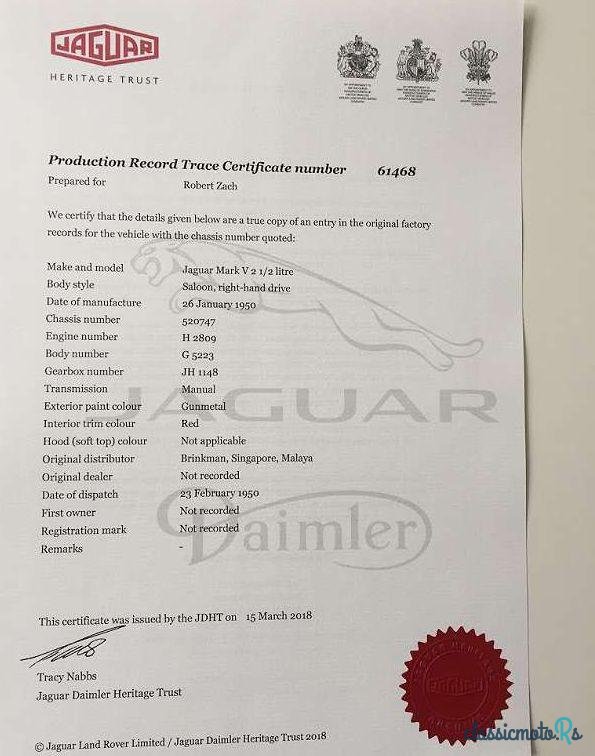 JAGUAR
HERITAGE TRUST
Production Record Trace Certificate number 61468
Prepared for Robert Zach
We certify that the details given below are a true copy of an entry in the original factory
records for the vehicle with the chassis number quoted:
Make and model Jaguar Mark V 2 1/2 litre
Body style Saloon, right-hand drive
Date of manufacture 26 January 1950
Chassis number 520747
Engine number H 2809
Body number G 5223
Gearbox number JH 1148
Transmission Manual
JAGUAR
Exterior paint colour Gunmetal
Interior trim colour Red
Hood (soft top) colour Not applicable
Original distributor Brinkman, Singapore, Malaya
Original dealer Not recorded
Date of dispatch 23 February 1950
First owner Not recorded
Registration mark Not recorded
Daimler
Remarks -
This certificate was issued by the JDHT on 15 March 2018
Tracy Nabbs
Jaguar Daimler Heritage Trust
JAGUAR
classicmoto.Rs
© Jaguar Land Rover Limited / Jaguar Daimler Heritage Trust 2018